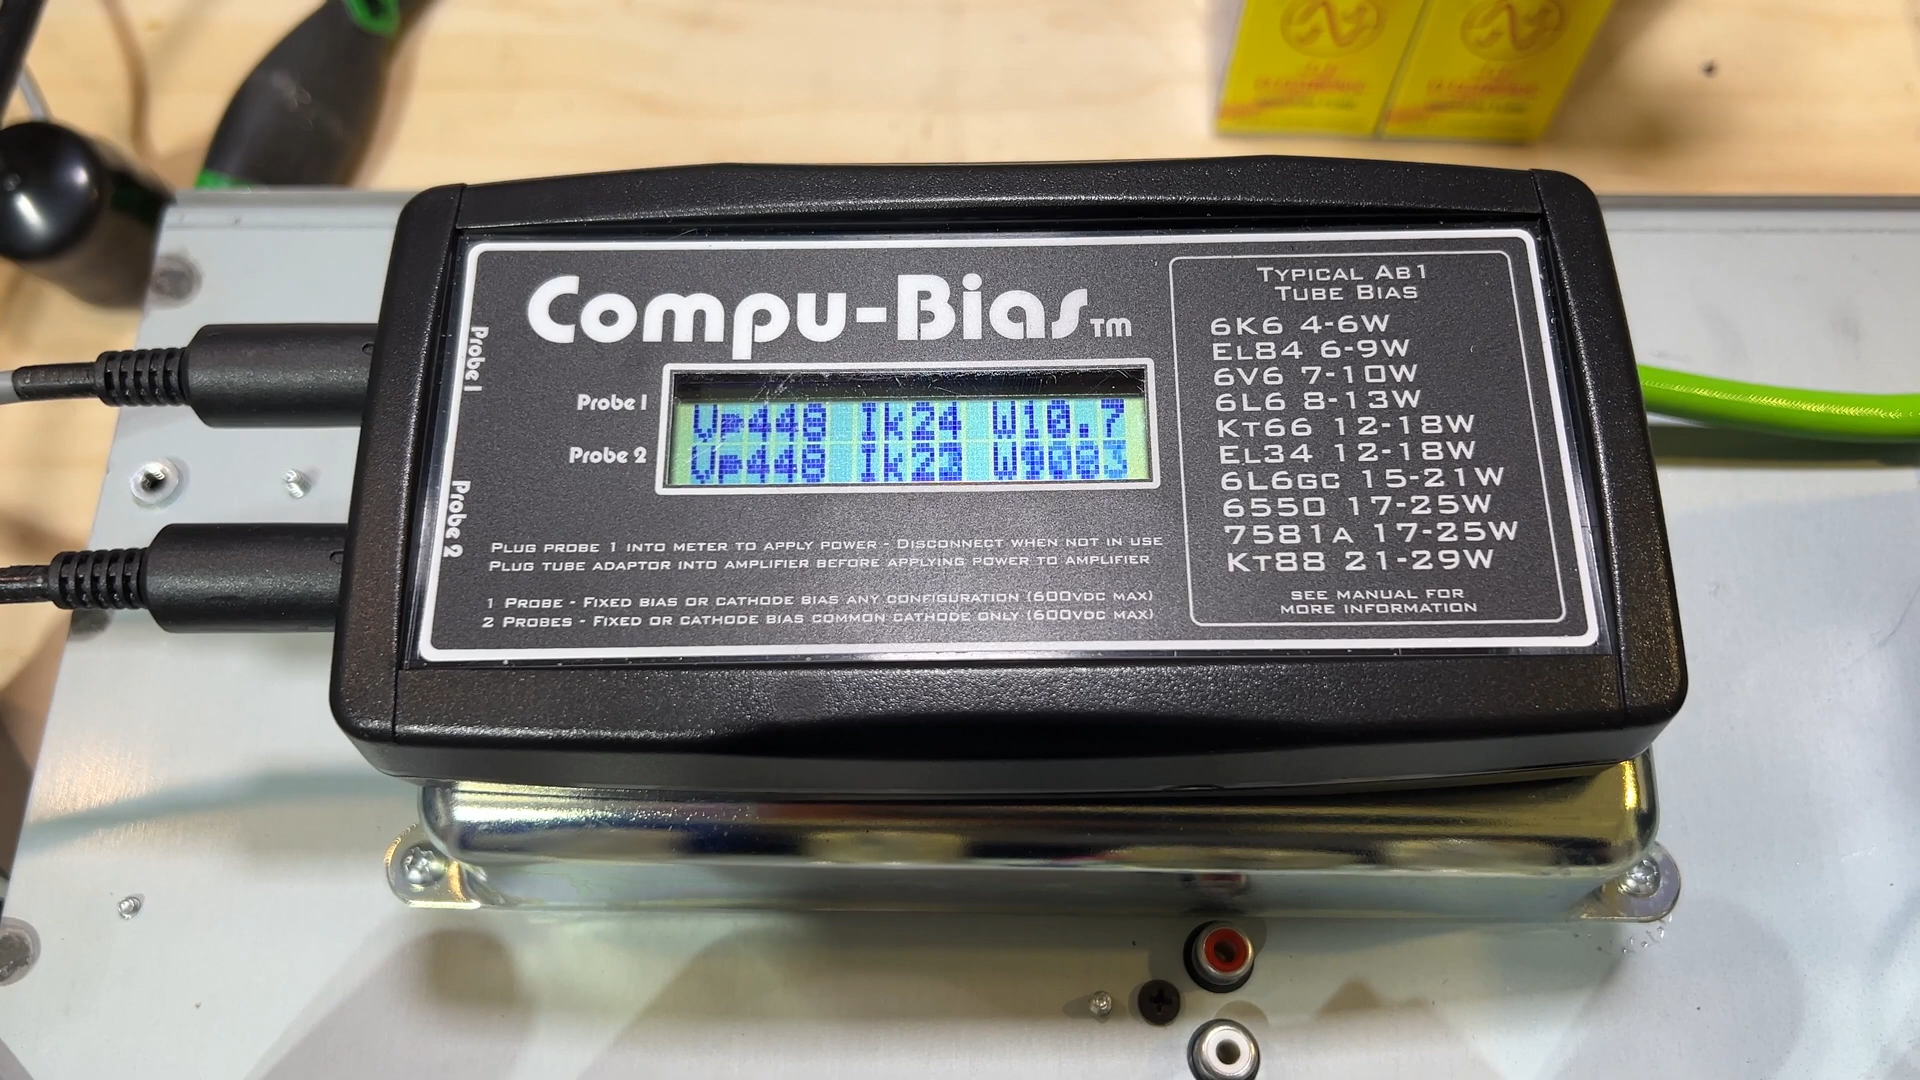 Compu-Bias™
Probe 1
Probe 2
Probe 1
Vp448 Ik24 W10.7
Probe 2
Vp448 Ik23
PLUG PROBE 1 INTO METER TO APPLY POWER - DISCONNECT WHEN NOT IN USE
PLUG TUBE ADAPTOR INTO AMPLIFIER BEFORE APPLYING POWER TO AMPLIFIER
1 PROBE - FIXED BIAS OR CATHODE BIAS ANY CONFIGURATION (600VDC MAX)
2 PROBES - FIXED OR CATHODE BIAS COMMON CATHODE ONLY (600VDC MAX)
TYPICAL AB1
TUBE BIAS
6K6 4-6W
EL84 6-9W
6V6 7-10W
6L6 8-13W
KT66 12-18W
EL34 12-18W
6L6GC 15-21W
6550 17-25W
7581A 17-25W
KT88 21-29W
SEE MANUAL FOR
MORE INFORMATION